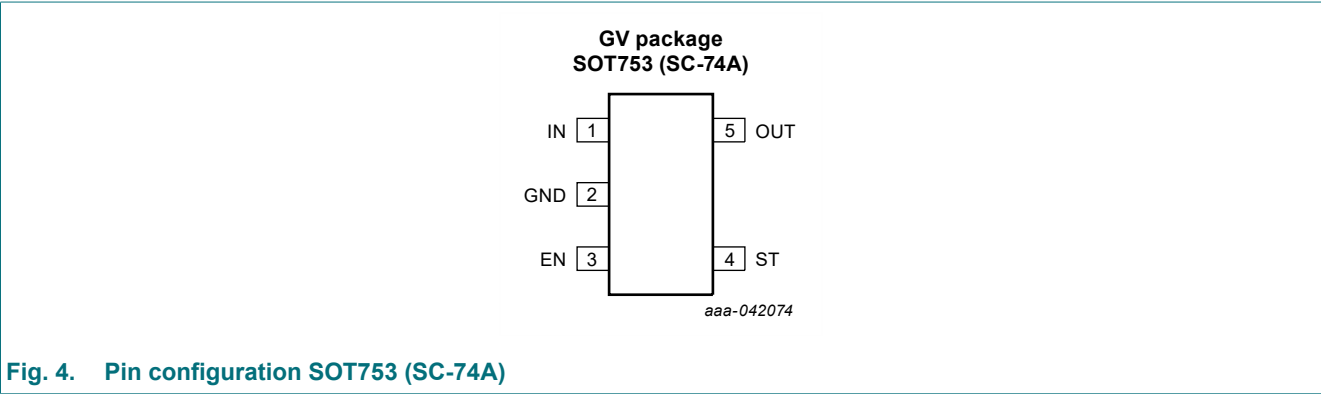 GV package
SOT753 (SC-74A)
IN 1 5 OUT
GND 2
EN 3 4 ST
aaa-042074
Fig. 4. Pin configuration SOT753 (SC-74A)